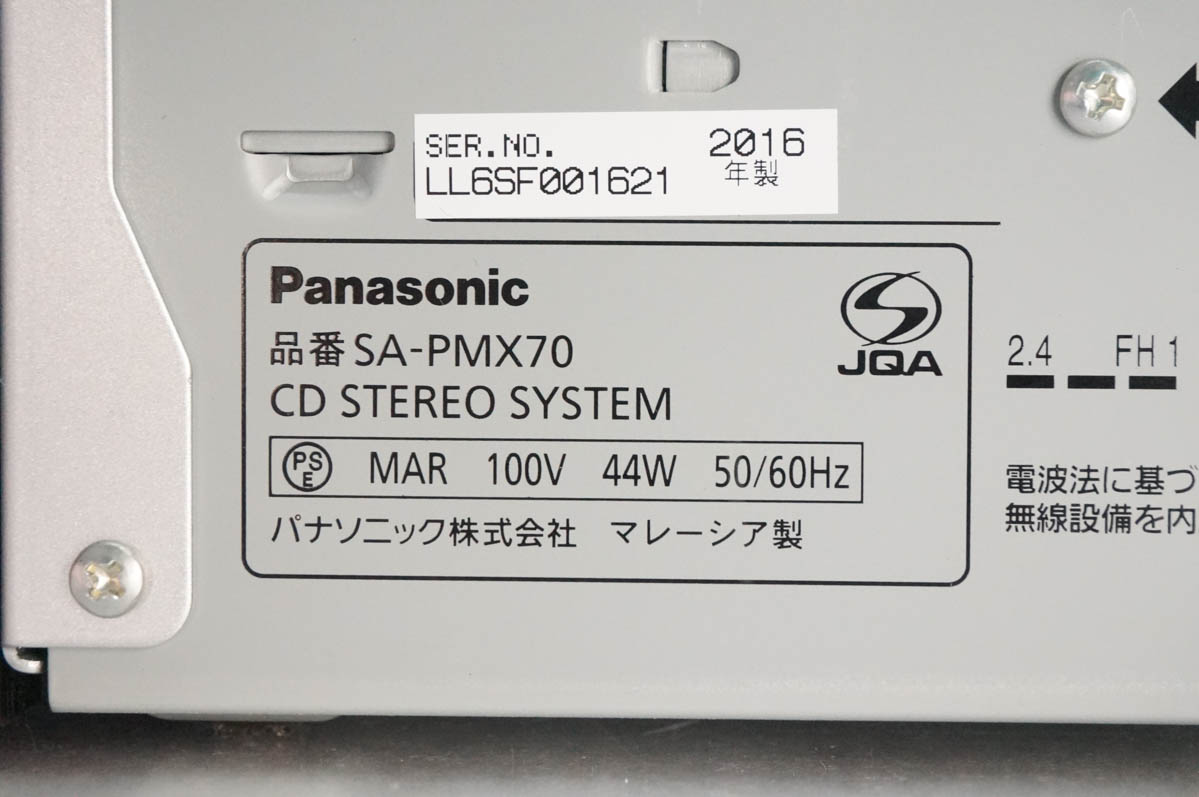 SER.NO.
LL6SF001621
2016
年製
Panasonic
品番 SA-PMX70
CD STEREO SYSTEM
PSE MAR 100V 44W 50/60Hz
パナソニック株式会社 マレーシア製
JQA
2.4 FH 1
電波法に基づ
無線設備を内